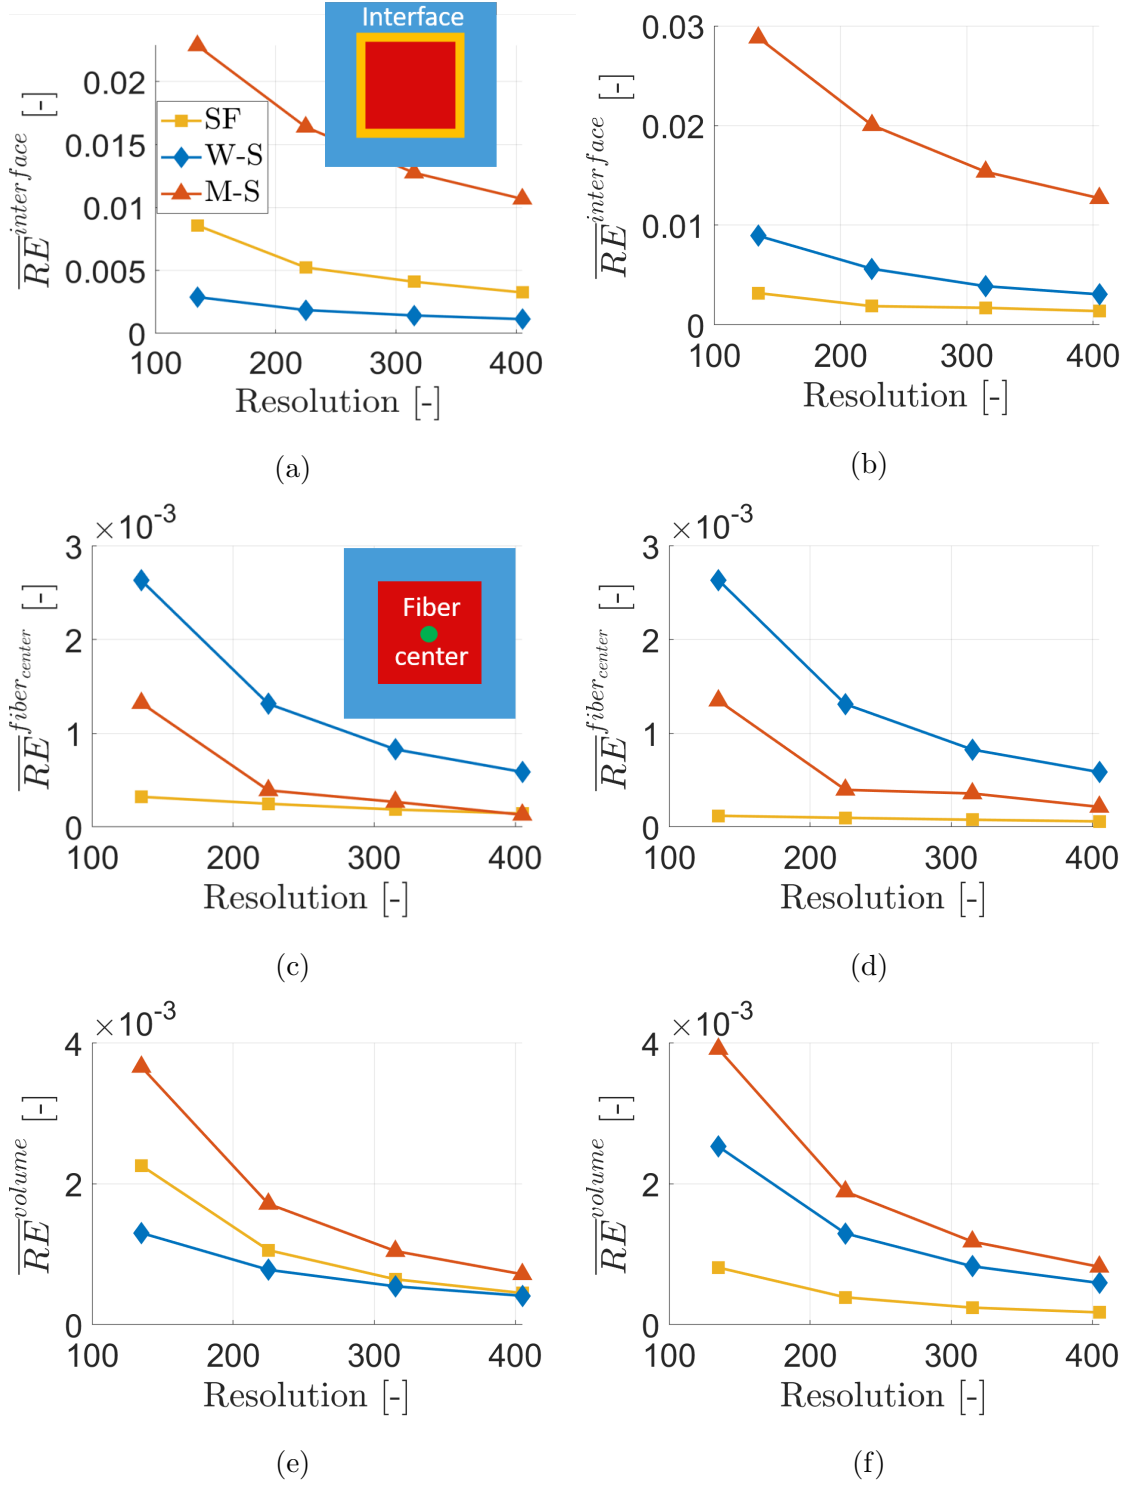 Interface
0.02
0.015
0.01
0.005
0
100 200 300 400
Resolution [-]
RE^interface [-]
SF
W-S
M-S
(a)
0.03
0.02
0.01
0
100 200 300 400
Resolution [-]
RE^interface [-]
(b)
×10^-3
3
2
1
0
100 200 300 400
Resolution [-]
RE^fiber_center [-]
Fiber
center
(c)
×10^-3
3
2
1
0
100 200 300 400
Resolution [-]
RE^fiber_center [-]
(d)
×10^-3
4
2
0
100 200 300 400
Resolution [-]
RE^volume [-]
(e)
×10^-3
4
2
0
100 200 300 400
Resolution [-]
RE^volume [-]
(f)